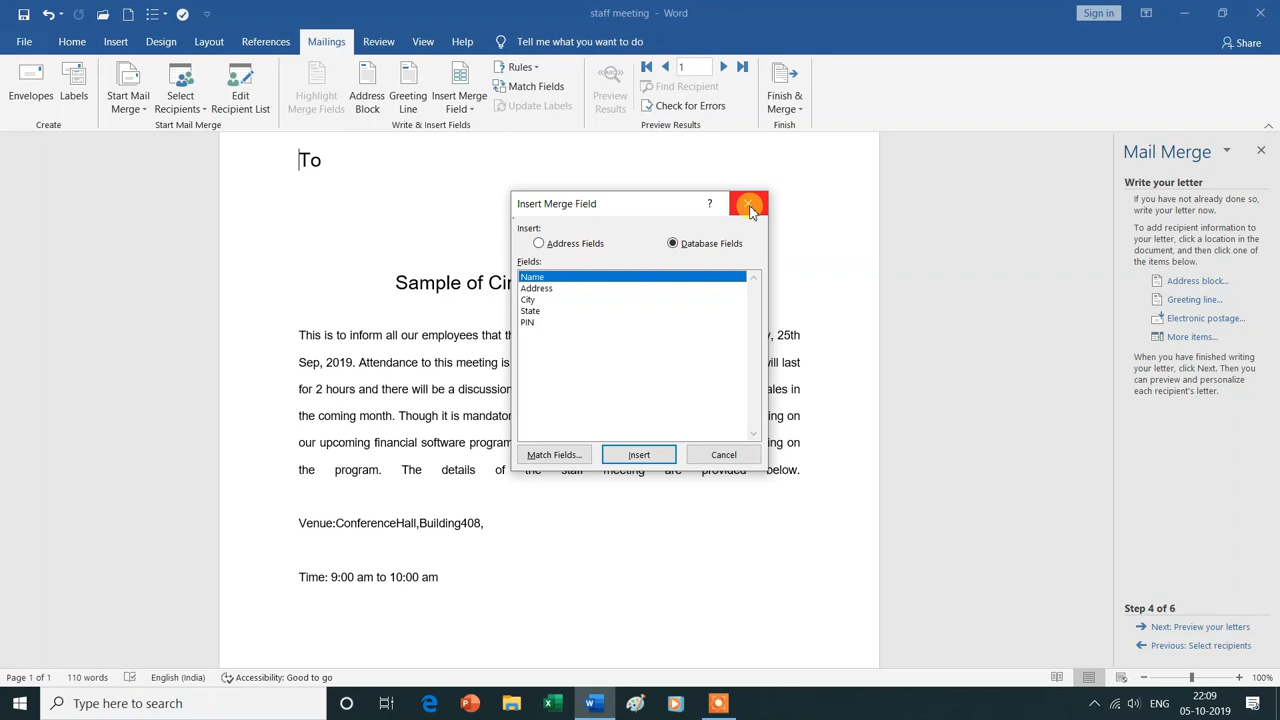 staff meeting - Word
Sign in
File Home Insert Design Layout References Mailings Review View Help Tell me what you want to do
Share
Envelopes Labels
Start Mail Merge
Select Recipients
Edit Recipient List
Highlight Merge Fields
Address Block
Greeting Line
Insert Merge Field
Rules
Match Fields
Update Labels
Preview Results
1
Find Recipient
Check for Errors
Finish & Merge
Create
Start Mail Merge
Write & Insert Fields
Preview Results
Finish
To
Insert Merge Field
?
Insert:
Address Fields
Database Fields
Fields:
Name
Address
City
State
PIN
Match Fields...
Insert
Cancel
Sample of Ci
This is to inform all our employees that th , 25th
Sep, 2019. Attendance to this meeting is ill last
for 2 hours and there will be a discussion ales in
the coming month. Though it is mandator ing on
our upcoming financial software program ing on
the program. The details of the staff meeting are provided below.
Venue:ConferenceHall,Building408,
Time: 9:00 am to 10:00 am
Mail Merge
Write your letter
If you have not already done so,
write your letter now.
To add recipient information to
your letter, click a location in the
document, and then click one of
the items below.
Address block...
Greeting line...
Electronic postage...
More items...
When you have finished writing
your letter, click Next. Then you
can preview and personalize
each recipient's letter.
Step 4 of 6
Next: Preview your letters
Previous: Select recipients
Page 1 of 1 110 words English (India) Accessibility: Good to go
100%
Type here to search
ENG
22:09
05-10-2019